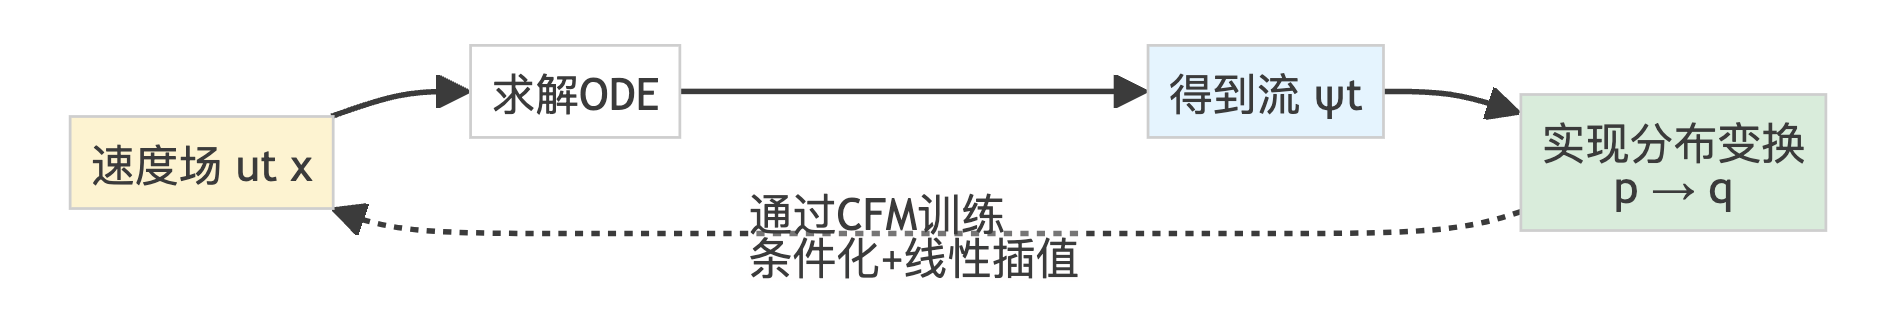 速度场 ut x
求解ODE
得到流 ψt
实现分布变换
p → q
通过CFM训练
条件化+线性插值